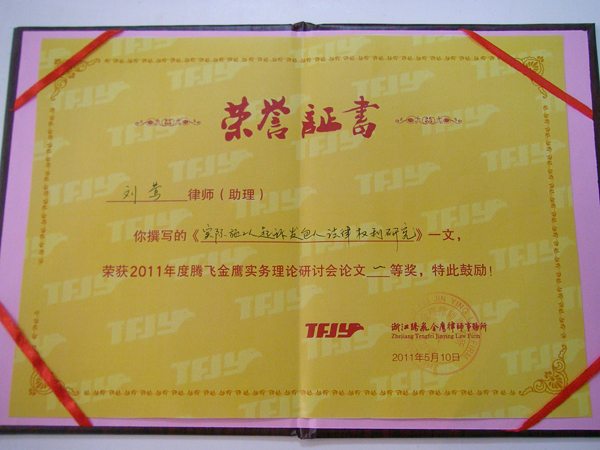 荣誉証書
刘莺 律师（助理）
你撰写的《实际施工人起诉发包人法律权利研究》一文，
荣获2011年度腾飞金鹰实务理论研讨会论文 一 等奖，特此鼓励！
TFJY 浙江腾飛金鹰律師事務所
Zhejiang Tengfei Jinying Law Firm
2011年5月10日